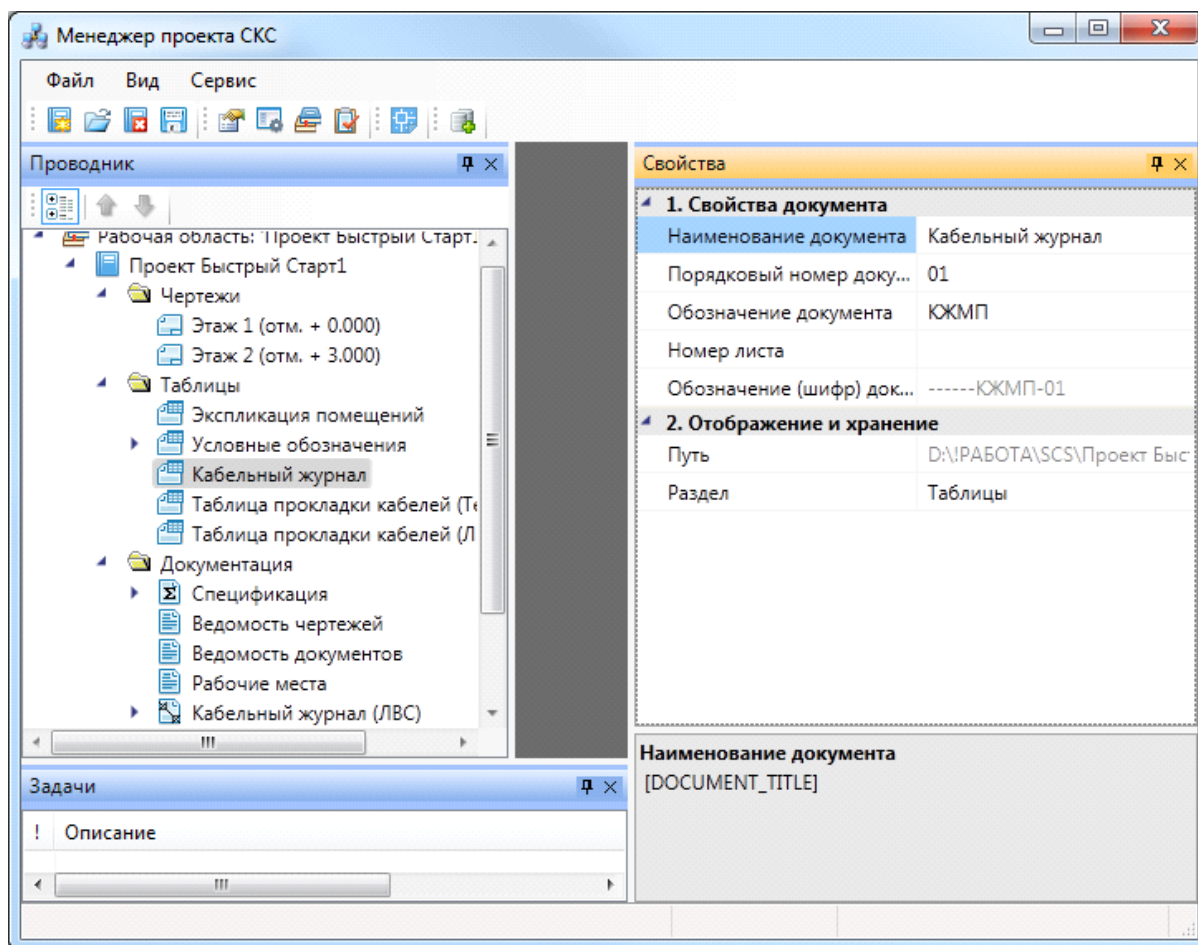 Менеджер проекта СКС
Файл Вид Сервис
Проводник
Рабочая область: 'Проект Быстрый Старт.
Проект Быстрый Старт1
Чертежи
Этаж 1 (отм. + 0.000)
Этаж 2 (отм. + 3.000)
Таблицы
Экспликация помещений
Условные обозначения
Кабельный журнал
Таблица прокладки кабелей (Те
Таблица прокладки кабелей (Л
Документация
Спецификация
Ведомость чертежей
Ведомость документов
Рабочие места
Кабельный журнал (ЛВС)
Задачи
! Описание
Свойства
1. Свойства документа
Наименование документа Кабельный журнал
Порядковый номер доку... 01
Обозначение документа КЖМП
Номер листа
Обозначение (шифр) док... ------КЖМП-01
2. Отображение и хранение
Путь D:\!РАБОТА\SCS\Проект Быс
Раздел Таблицы
Наименование документа
[DOCUMENT_TITLE]